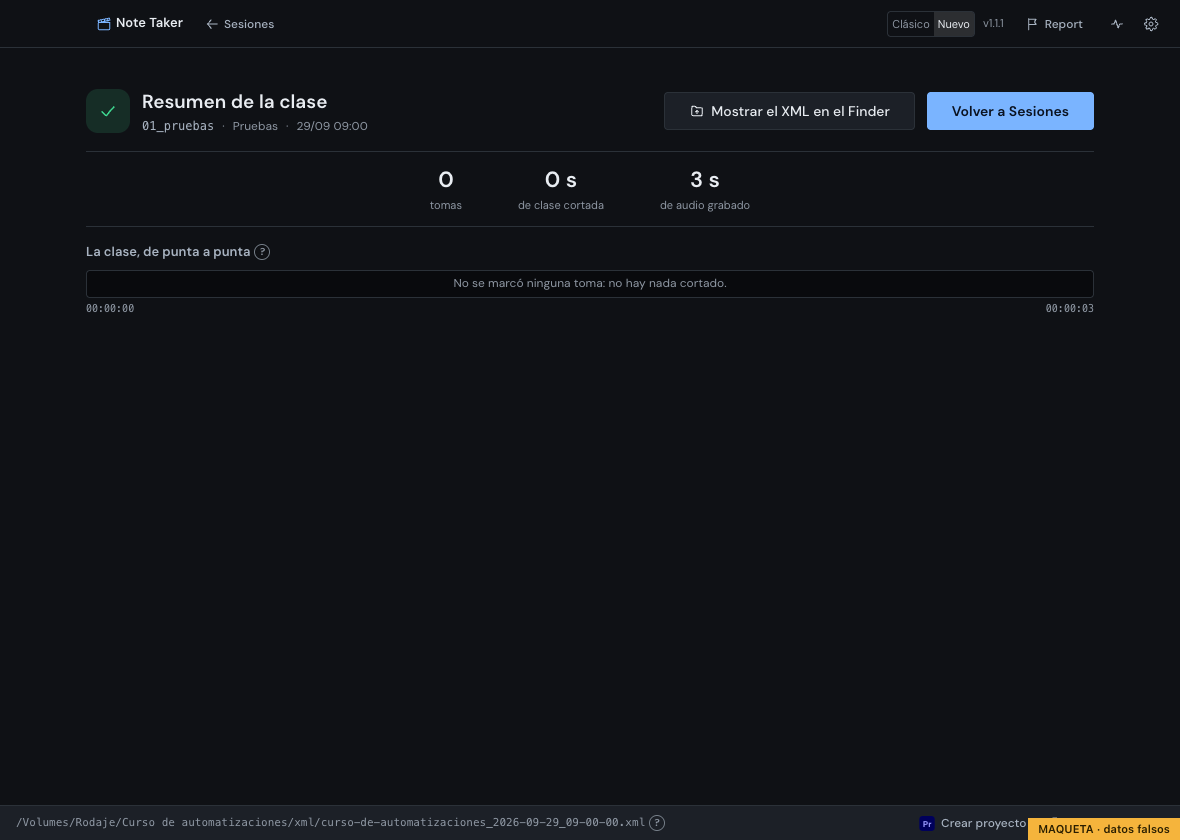 Note Taker
Sesiones
Clásico Nuevo v1.1.1 Report
Resumen de la clase
01_pruebas · Pruebas · 29/09 09:00
Mostrar el XML en el Finder
Volver a Sesiones
0 0 s 3 s
tomas de clase cortada de audio grabado
La clase, de punta a punta ?
No se marcó ninguna toma: no hay nada cortado.
00:00:00 00:00:03
/Volumes/Rodaje/Curso de automatizaciones/xml/curso-de-automatizaciones_2026-09-29_09-00-00.xml ?
Pr Crear proyecto
MAQUETA · datos falsos